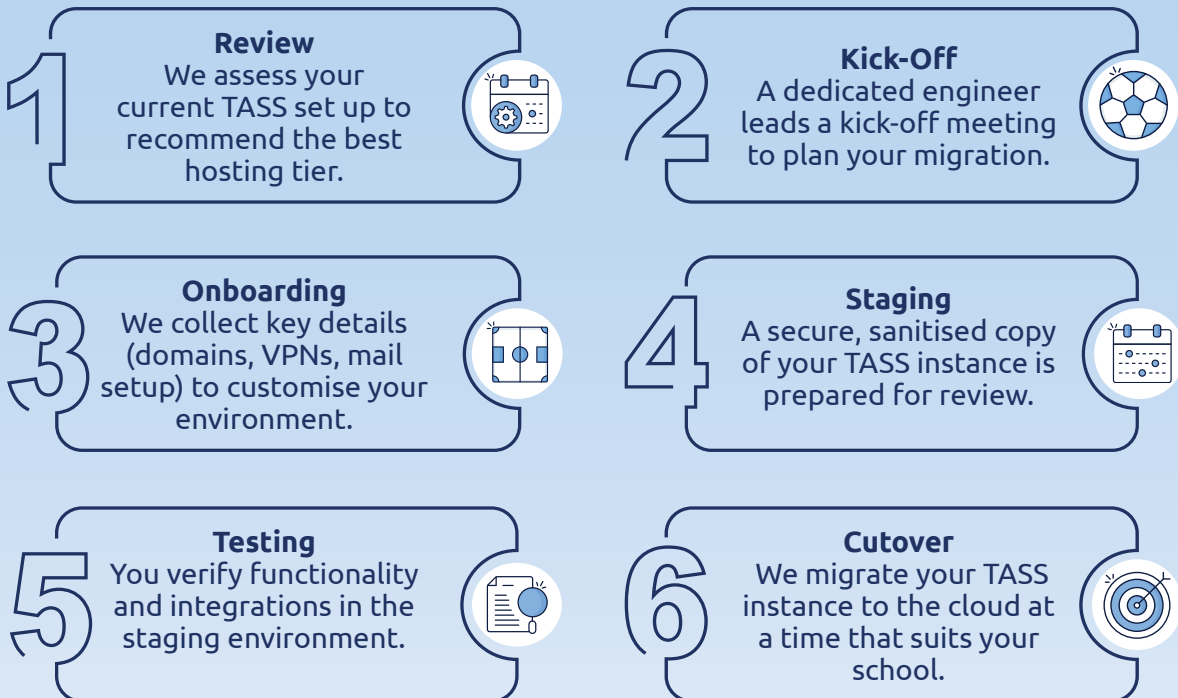 1
Review
We assess your
current TASS set up to
recommend the best
hosting tier.
2
Kick-Off
A dedicated engineer
leads a kick-off meeting
to plan your migration.
3
Onboarding
We collect key details
(domains, VPNs, mail
setup) to customise your
environment.
4
Staging
A secure, sanitised copy
of your TASS instance is
prepared for review.
5
Testing
You verify functionality
and integrations in the
staging environment.
6
Cutover
We migrate your TASS
instance to the cloud at
a time that suits your
school.